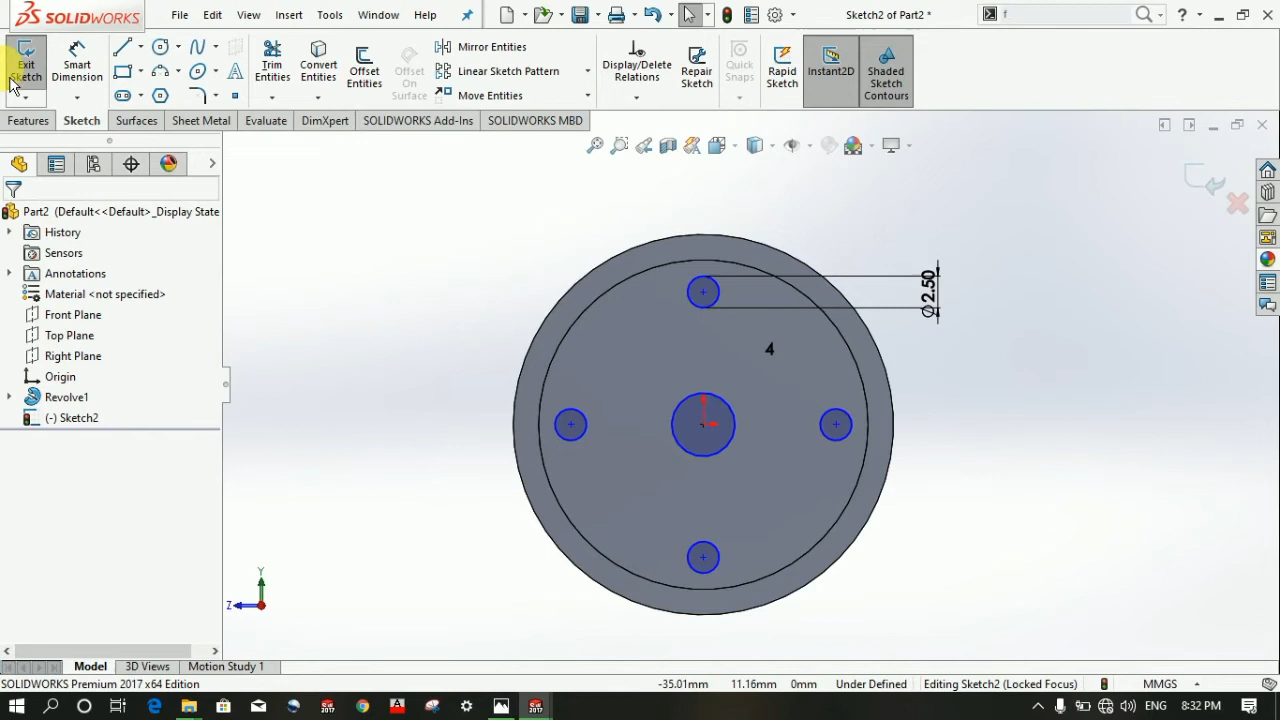 SOLIDWORKS File Edit View Insert Tools Window Help Sketch2 of Part2 * f ?
Exit Sketch Smart Dimension Trim Entities Convert Entities Offset Entities Offset On Surface Mirror Entities Linear Sketch Pattern Move Entities Display/Delete Relations Repair Sketch Quick Snaps Rapid Sketch Instant2D Shaded Sketch Contours
Features Sketch Surfaces Sheet Metal Evaluate DimXpert SOLIDWORKS Add-Ins SOLIDWORKS MBD
Part2 (Default<<Default>_Display State
History
Sensors
Annotations
Material <not specified>
Front Plane
Top Plane
Right Plane
Origin
Revolve1
(-) Sketch2
∅2.50
4
Y
Z
Model 3D Views Motion Study 1
SOLIDWORKS Premium 2017 x64 Edition -35.01mm 11.16mm 0mm Under Defined Editing Sketch2 (Locked Focus) MMGS
ENG 8:32 PM